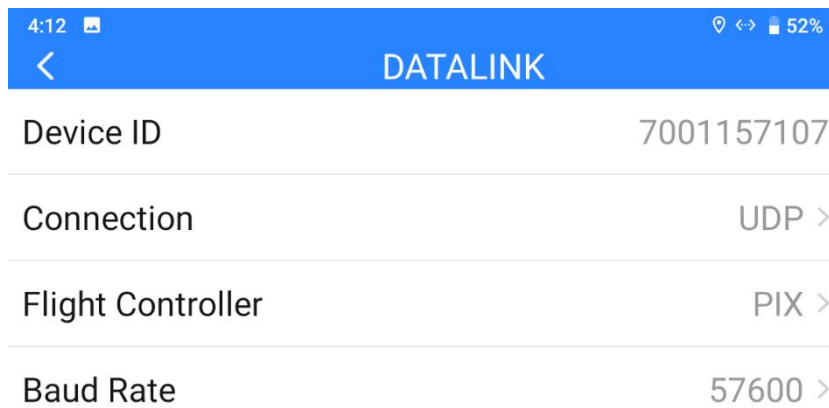 4:12 52%
DATALINK
Device ID 7001157107
Connection UDP
Flight Controller PIX
Baud Rate 57600